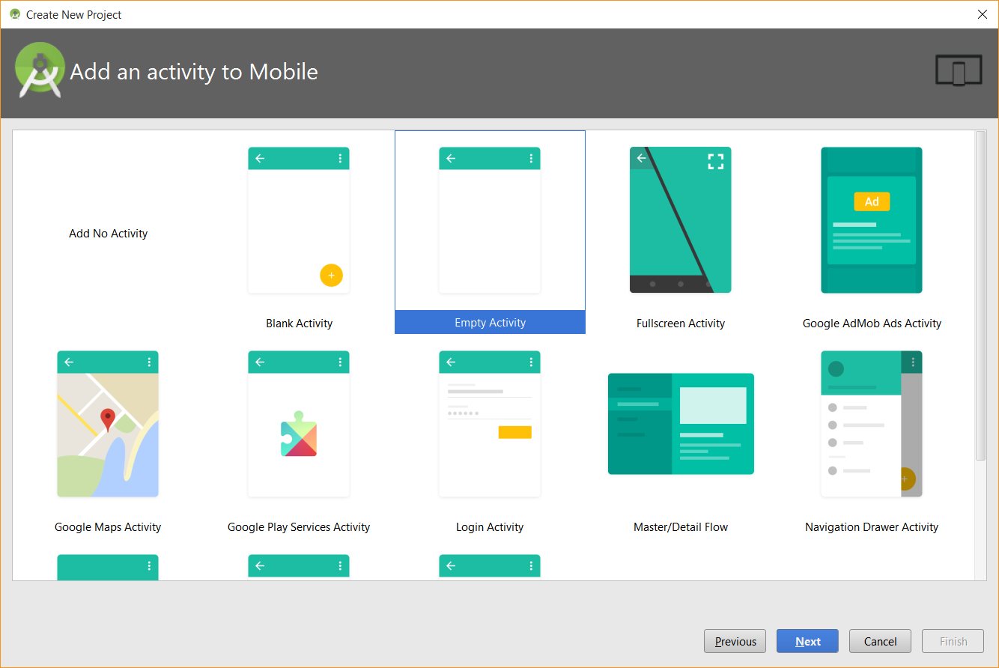 Create New Project
Add an activity to Mobile
Add No Activity
Blank Activity
Empty Activity
Fullscreen Activity
Ad
Google AdMob Ads Activity
Google Maps Activity
Google Play Services Activity
Login Activity
Master/Detail Flow
Navigation Drawer Activity
Previous
Next
Cancel
Finish